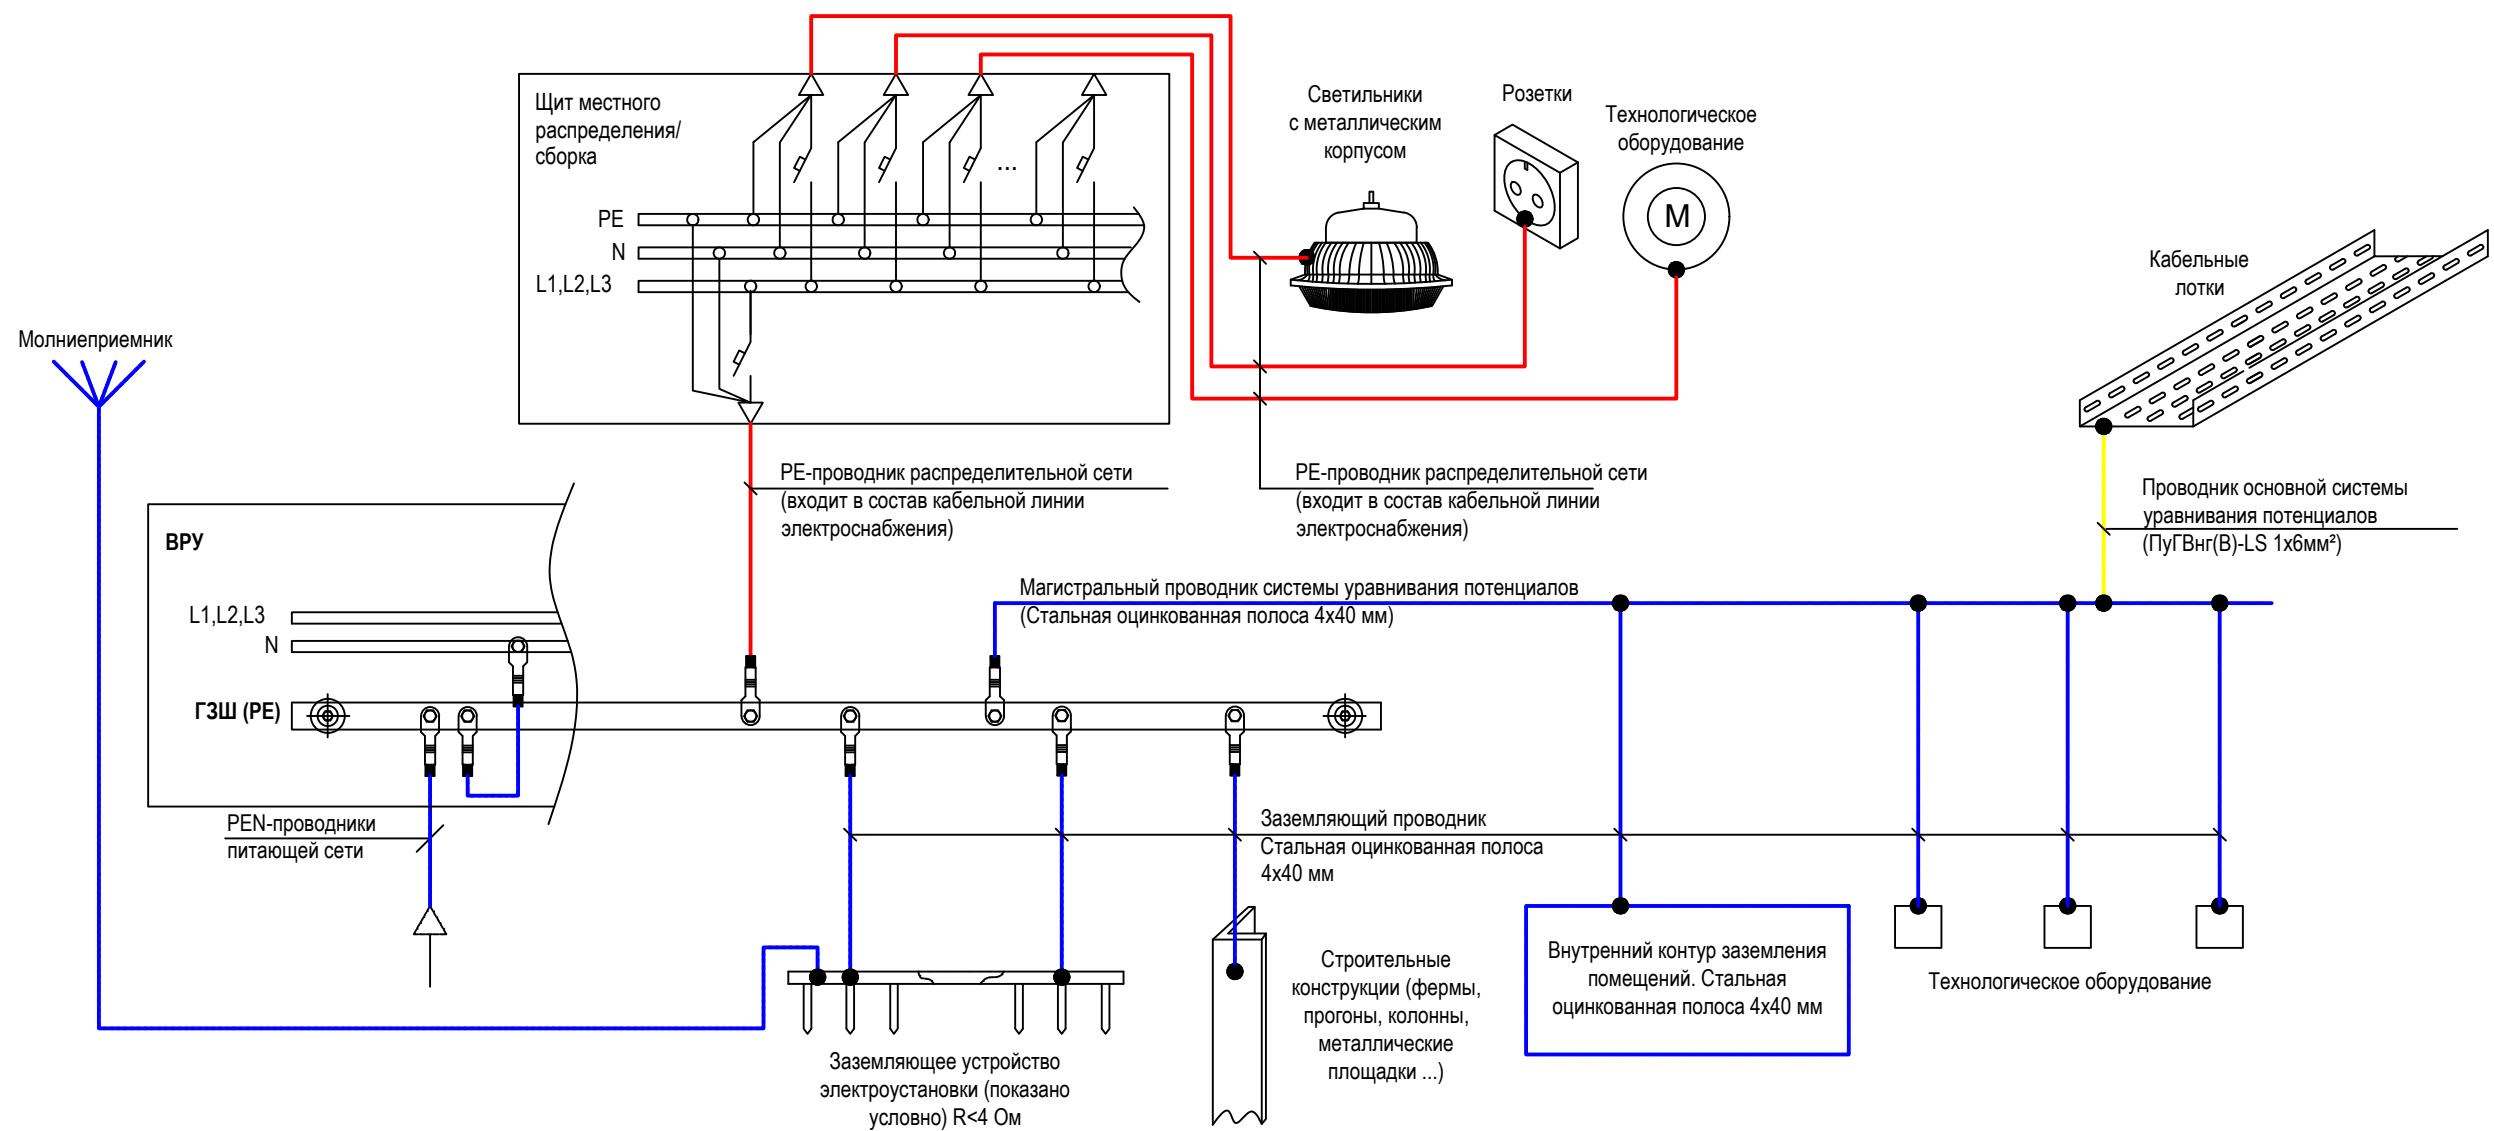 Щит местного
распределения/
сборка
...
PE
N
L1,L2,L3
Светильники
с металлическим
корпусом
Розетки
Технологическое
оборудование
M
Кабельные
лотки
Молниеприемник
PE-проводник распределительной сети
(входит в состав кабельной линии
электроснабжения)
PE-проводник распределительной сети
(входит в состав кабельной линии
электроснабжения)
Проводник основной системы
уравнивания потенциалов
(ПуГВнг(В)-LS 1х6мм²)
ВРУ
L1,L2,L3
N
ГЗШ (PE)
Магистральный проводник системы уравнивания потенциалов
(Стальная оцинкованная полоса 4х40 мм)
PEN-проводники
питающей сети
Заземляющий проводник
Стальная оцинкованная полоса
4х40 мм
Заземляющее устройство
электроустановки (показано
условно) R<4 Ом
Строительные
конструкции (фермы,
прогоны, колонны,
металлические
площадки ...)
Внутренний контур заземления
помещений. Стальная
оцинкованная полоса 4х40 мм
Технологическое оборудование